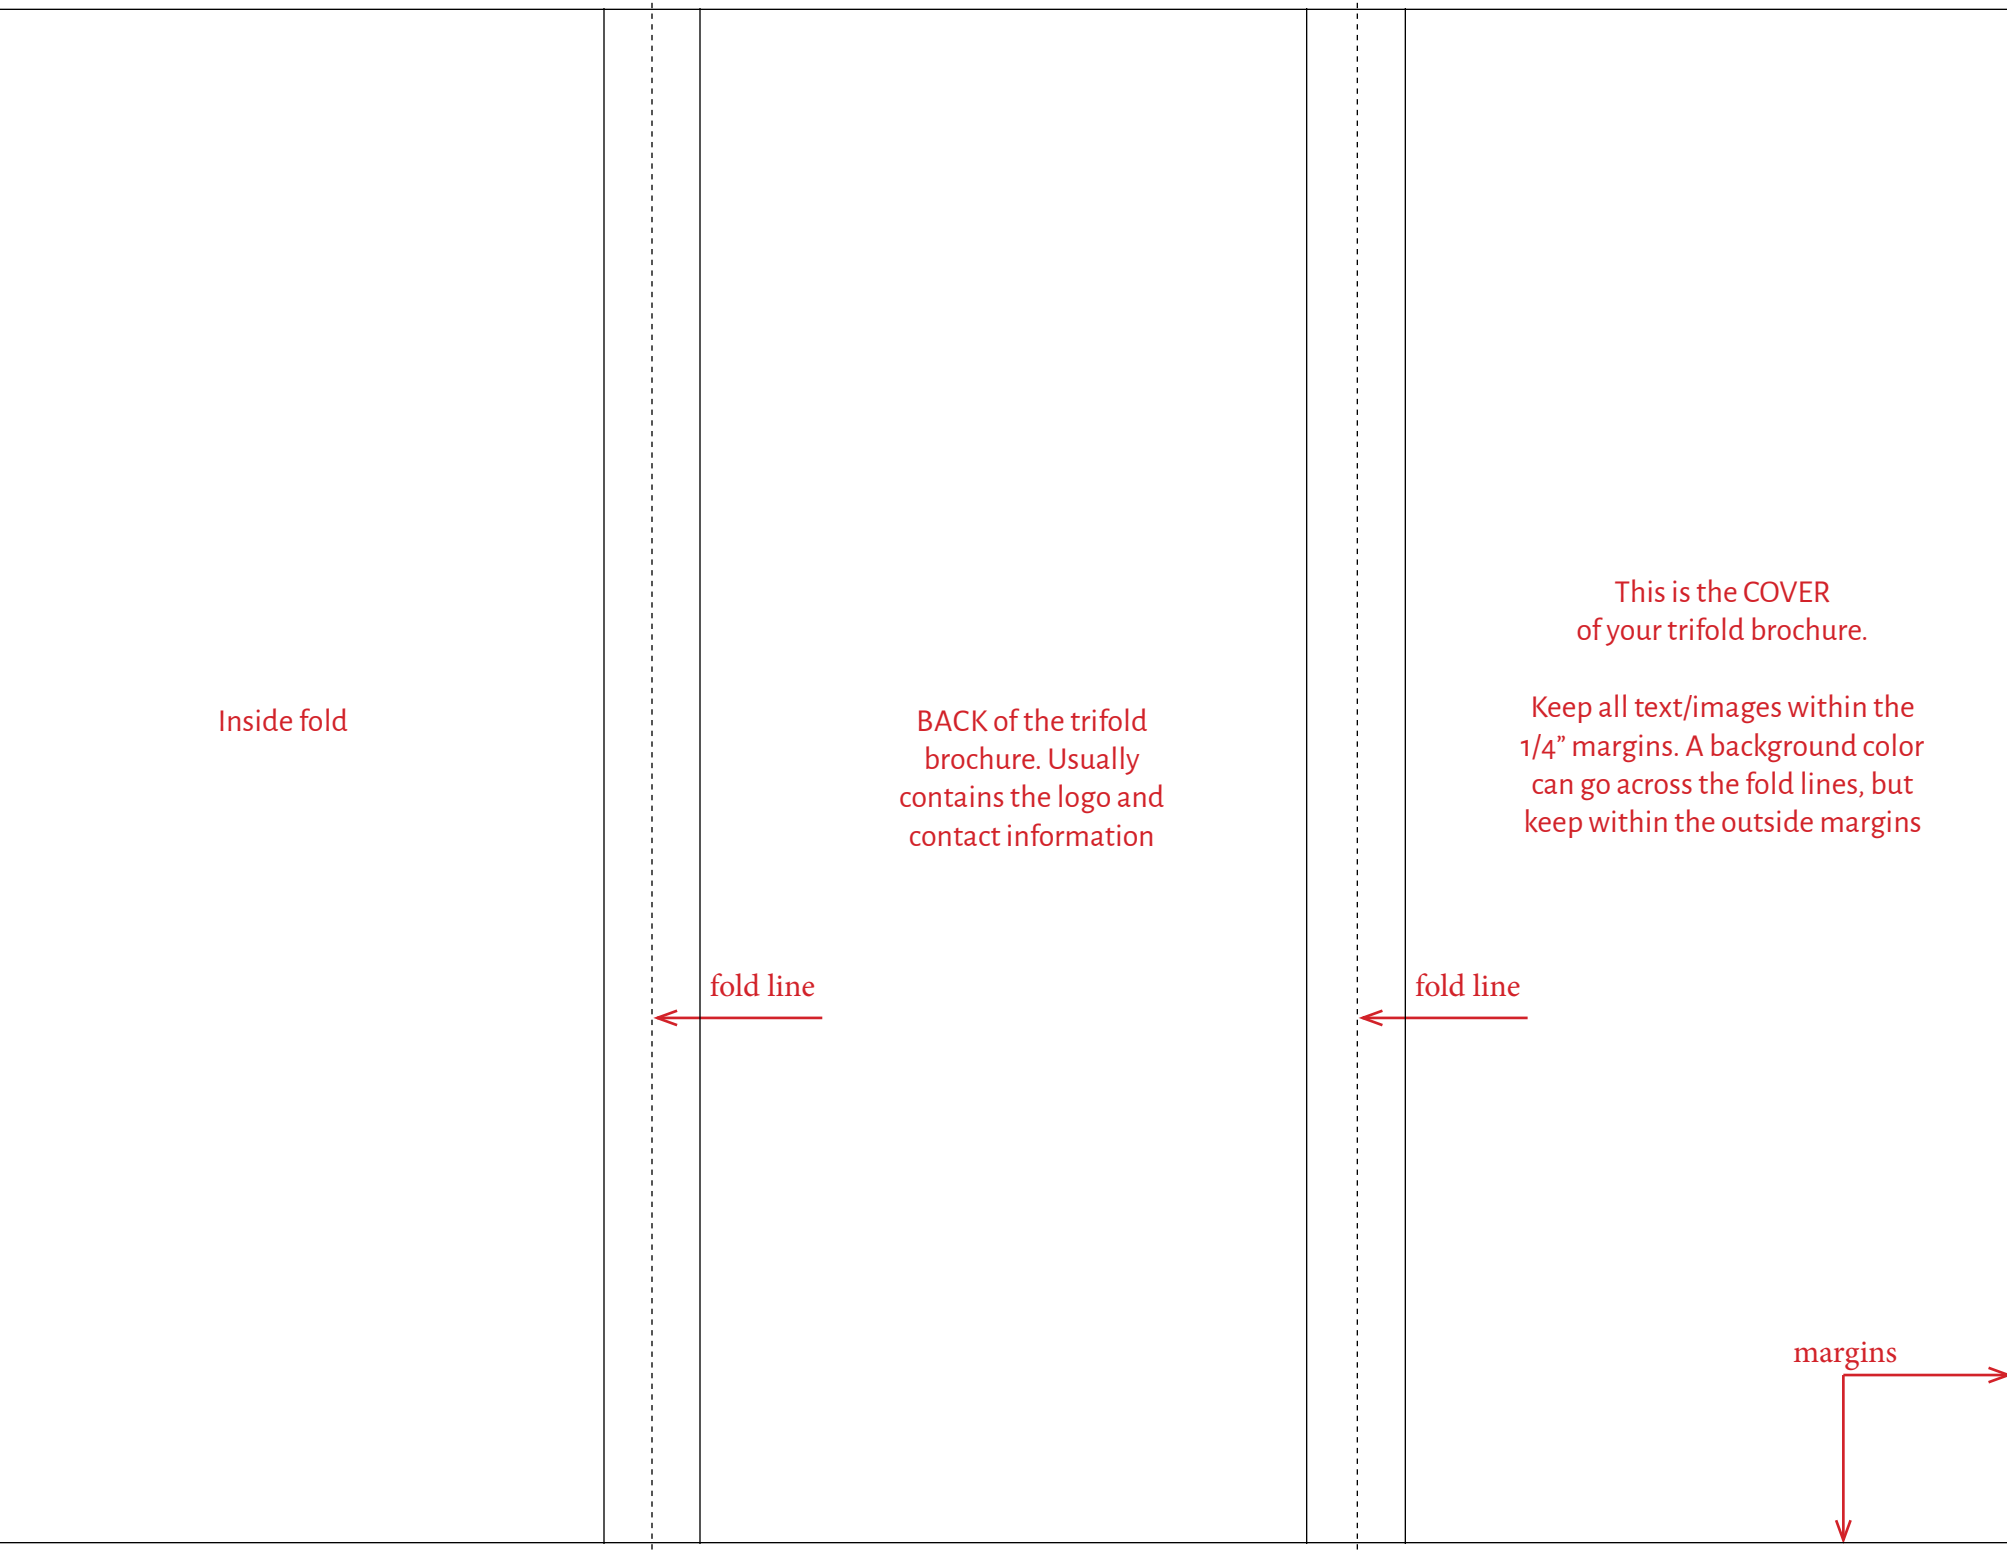 Inside fold
BACK of the trifold
brochure. Usually
contains the logo and
contact information
fold line
This is the COVER
of your trifold brochure.
Keep all text/images within the
1/4” margins. A background color
can go across the fold lines, but
keep within the outside margins
fold line
margins